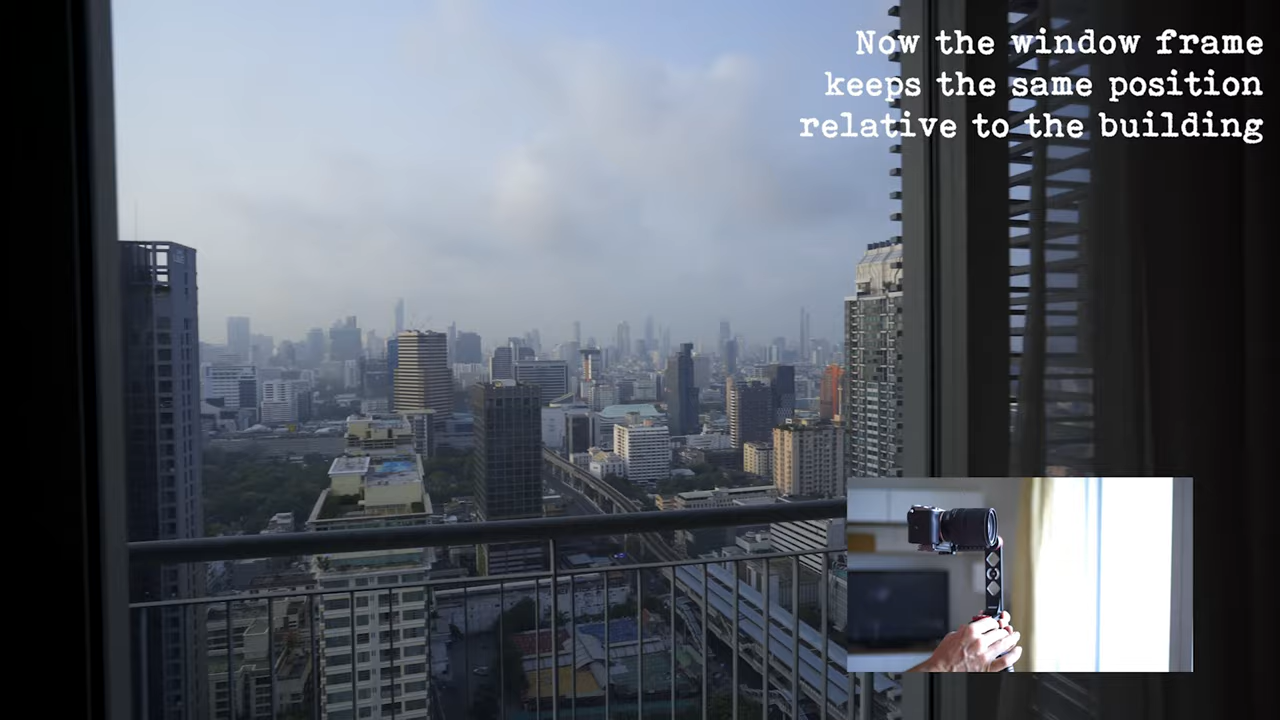 Now the window frame
keeps the same position
relative to the building